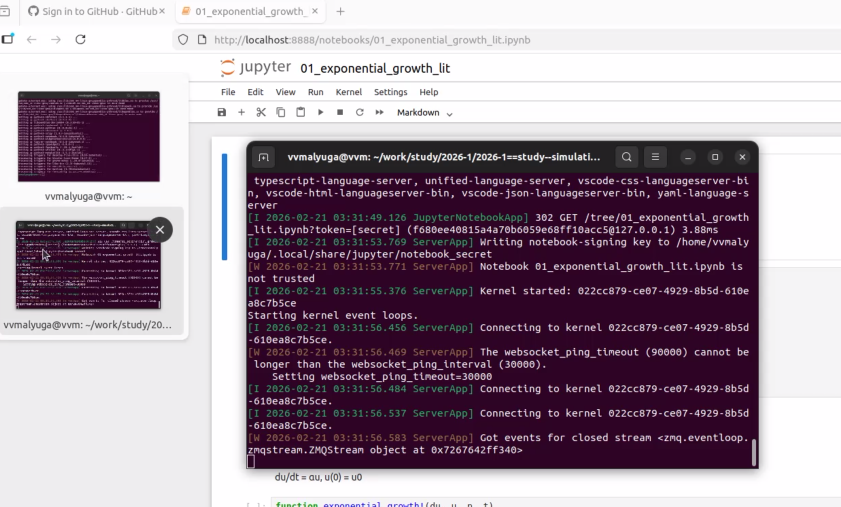 Sign in to GitHub · GitHub
01_exponential_growth_
http://localhost:8888/notebooks/01_exponential_growth_lit.ipynb
jupyter 01_exponential_growth_lit
File Edit View Run Kernel Settings Help
Markdown
vvmalyuga@vvm: ~
vvmalyuga@vvm: ~/work/study/20...
vvmalyuga@vvm: ~/work/study/2026-1/2026-1==study--simulati...
typescript-language-server, unified-language-server, vscode-css-languageserver-bi
n, vscode-html-languageserver-bin, vscode-json-languageserver-bin, yaml-language-s
erver
[I 2026-02-21 03:31:49.126 JupyterNotebookApp] 302 GET /tree/01_exponential_growth
_lit.ipynb?token=[secret] (f680ee40815a4a70b6059e68ff10acc5@127.0.0.1) 3.88ms
[I 2026-02-21 03:31:53.769 ServerApp] Writing notebook-signing key to /home/vvmaly
uga/.local/share/jupyter/notebook_secret
[W 2026-02-21 03:31:53.771 ServerApp] Notebook 01_exponential_growth_lit.ipynb is
not trusted
[I 2026-02-21 03:31:55.376 ServerApp] Kernel started: 022cc879-ce07-4929-8b5d-610e
a8c7b5ce
Starting kernel event loops.
[I 2026-02-21 03:31:56.456 ServerApp] Connecting to kernel 022cc879-ce07-4929-8b5d
-610ea8c7b5ce.
[W 2026-02-21 03:31:56.469 ServerApp] The websocket_ping_timeout (90000) cannot be
longer than the websocket_ping_interval (30000).
Setting websocket_ping_timeout=30000
[I 2026-02-21 03:31:56.484 ServerApp] Connecting to kernel 022cc879-ce07-4929-8b5d
-610ea8c7b5ce.
[I 2026-02-21 03:31:56.537 ServerApp] Connecting to kernel 022cc879-ce07-4929-8b5d
-610ea8c7b5ce.
[W 2026-02-21 03:31:56.583 ServerApp] Got events for closed stream <zmq.eventloop.
zmqstream.ZMQStream object at 0x7267642ff340>
du/dt = αu, u(0) = u0
[ ]: function exponential_growth!(du, u, p, t)